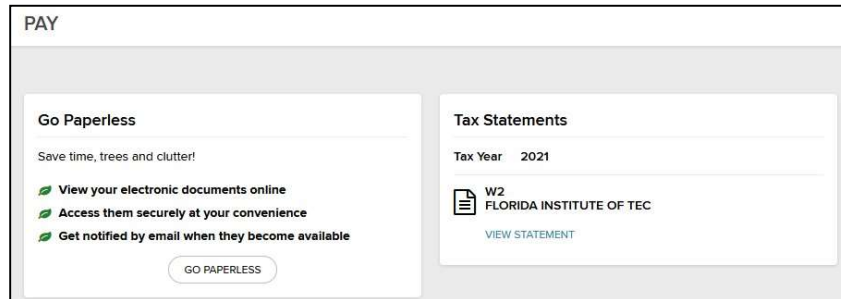 PAY
Go Paperless
Save time, trees and clutter!
View your electronic documents online
Access them securely at your convenience
Get notified by email when they become available
GO PAPERLESS
Tax Statements
Tax Year 2021
W2
FLORIDA INSTITUTE OF TEC
VIEW STATEMENT